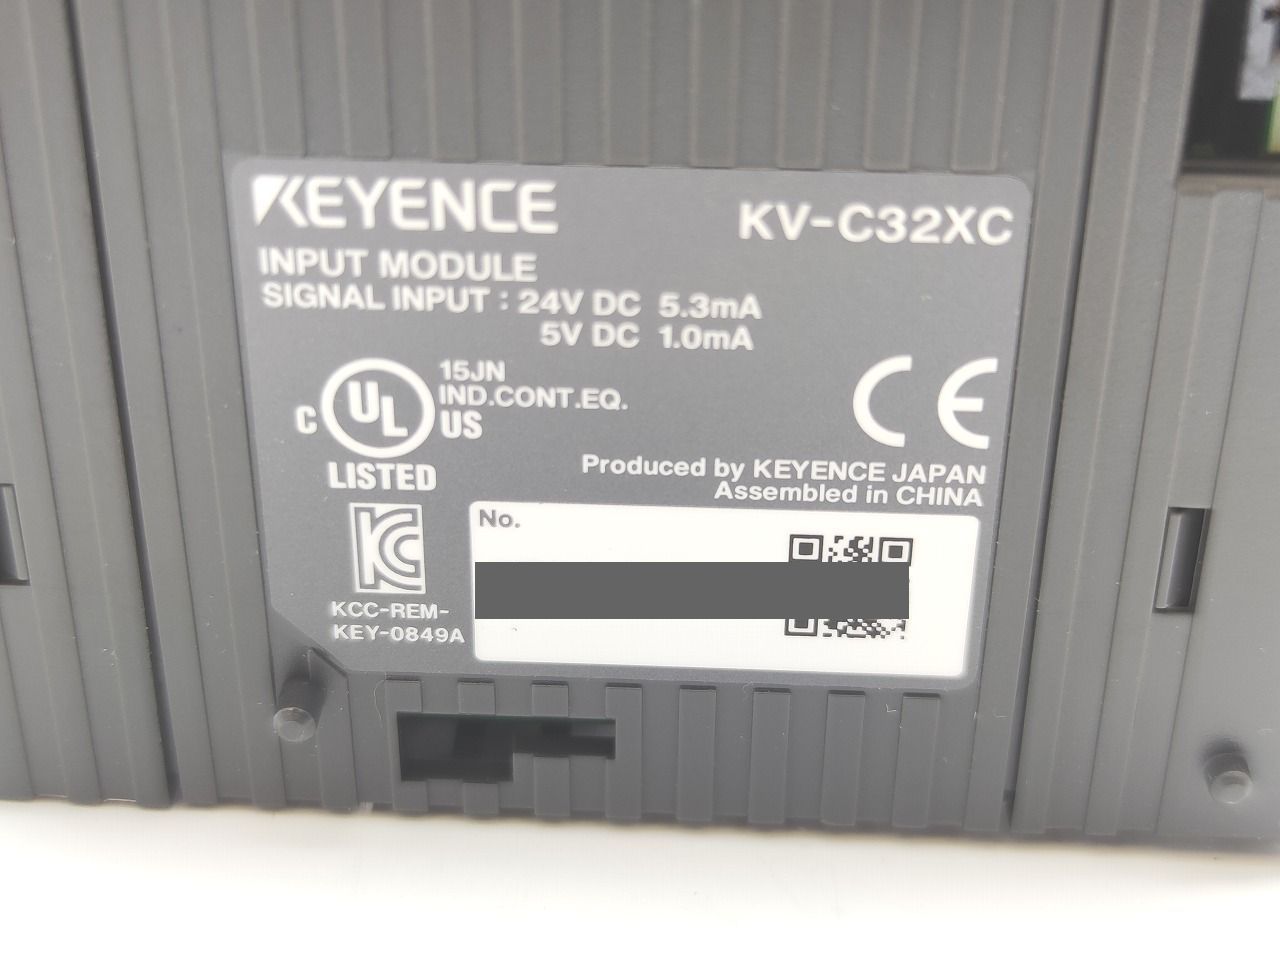 KEYENCE
KV-C32XC
INPUT MODULE
SIGNAL INPUT : 24V DC 5.3mA
5V DC 1.0mA
C UL US
LISTED
15JN
IND.CONT.EQ.
CE
Produced by KEYENCE JAPAN
Assembled in CHINA
KC
KCC-REM-
KEY-0849A
No.